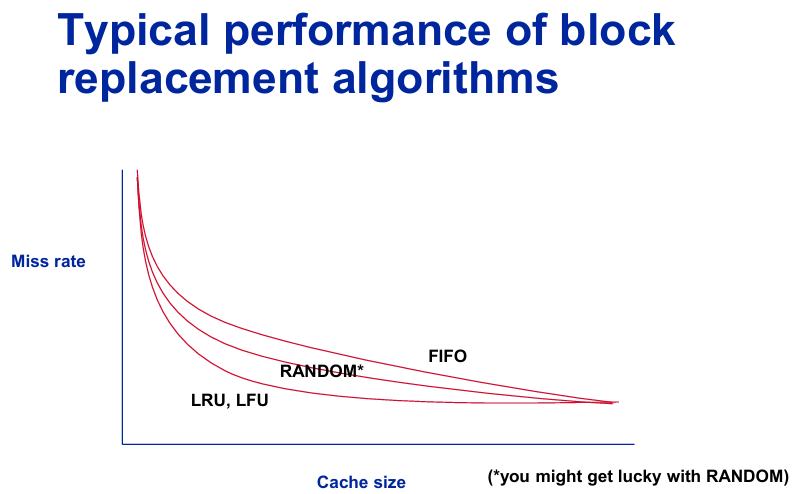 Typical performance of block
replacement algorithms
Miss rate
FIFO
RANDOM*
LRU, LFU
Cache size
(*you might get lucky with RANDOM)